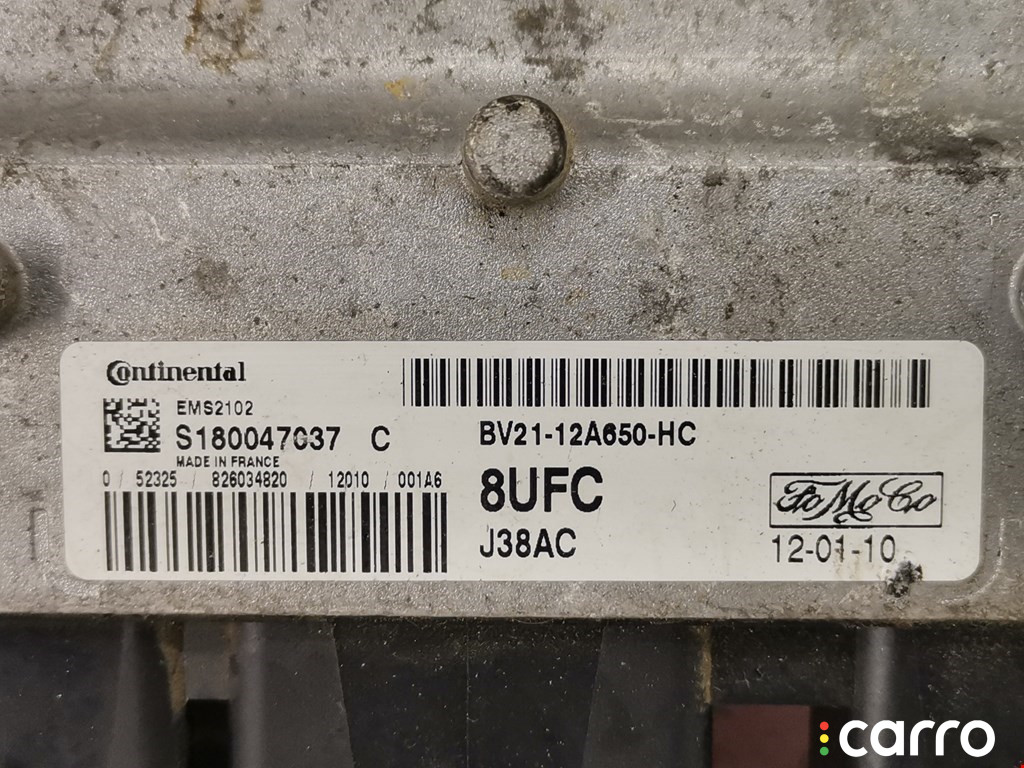 Continental
EMS2102
S180047037 C
MADE IN FRANCE
0 / 52325 / 826034820 / 12010 / 001A6
BV21-12A650-HC
8UFC
J38AC
FoMoCo
12-01-10
carro